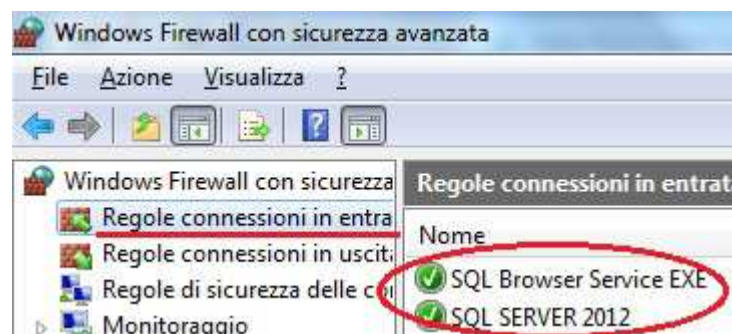 Windows Firewall con sicurezza avanzata
File Azione Visualizza ?
Windows Firewall con sicurezza
Regole connessioni in entra
Regole connessioni in uscit
Regole di sicurezza delle co
Monitoraggio
Regole connessioni in entrat
Nome
SQL Browser Service EXE
SQL SERVER 2012